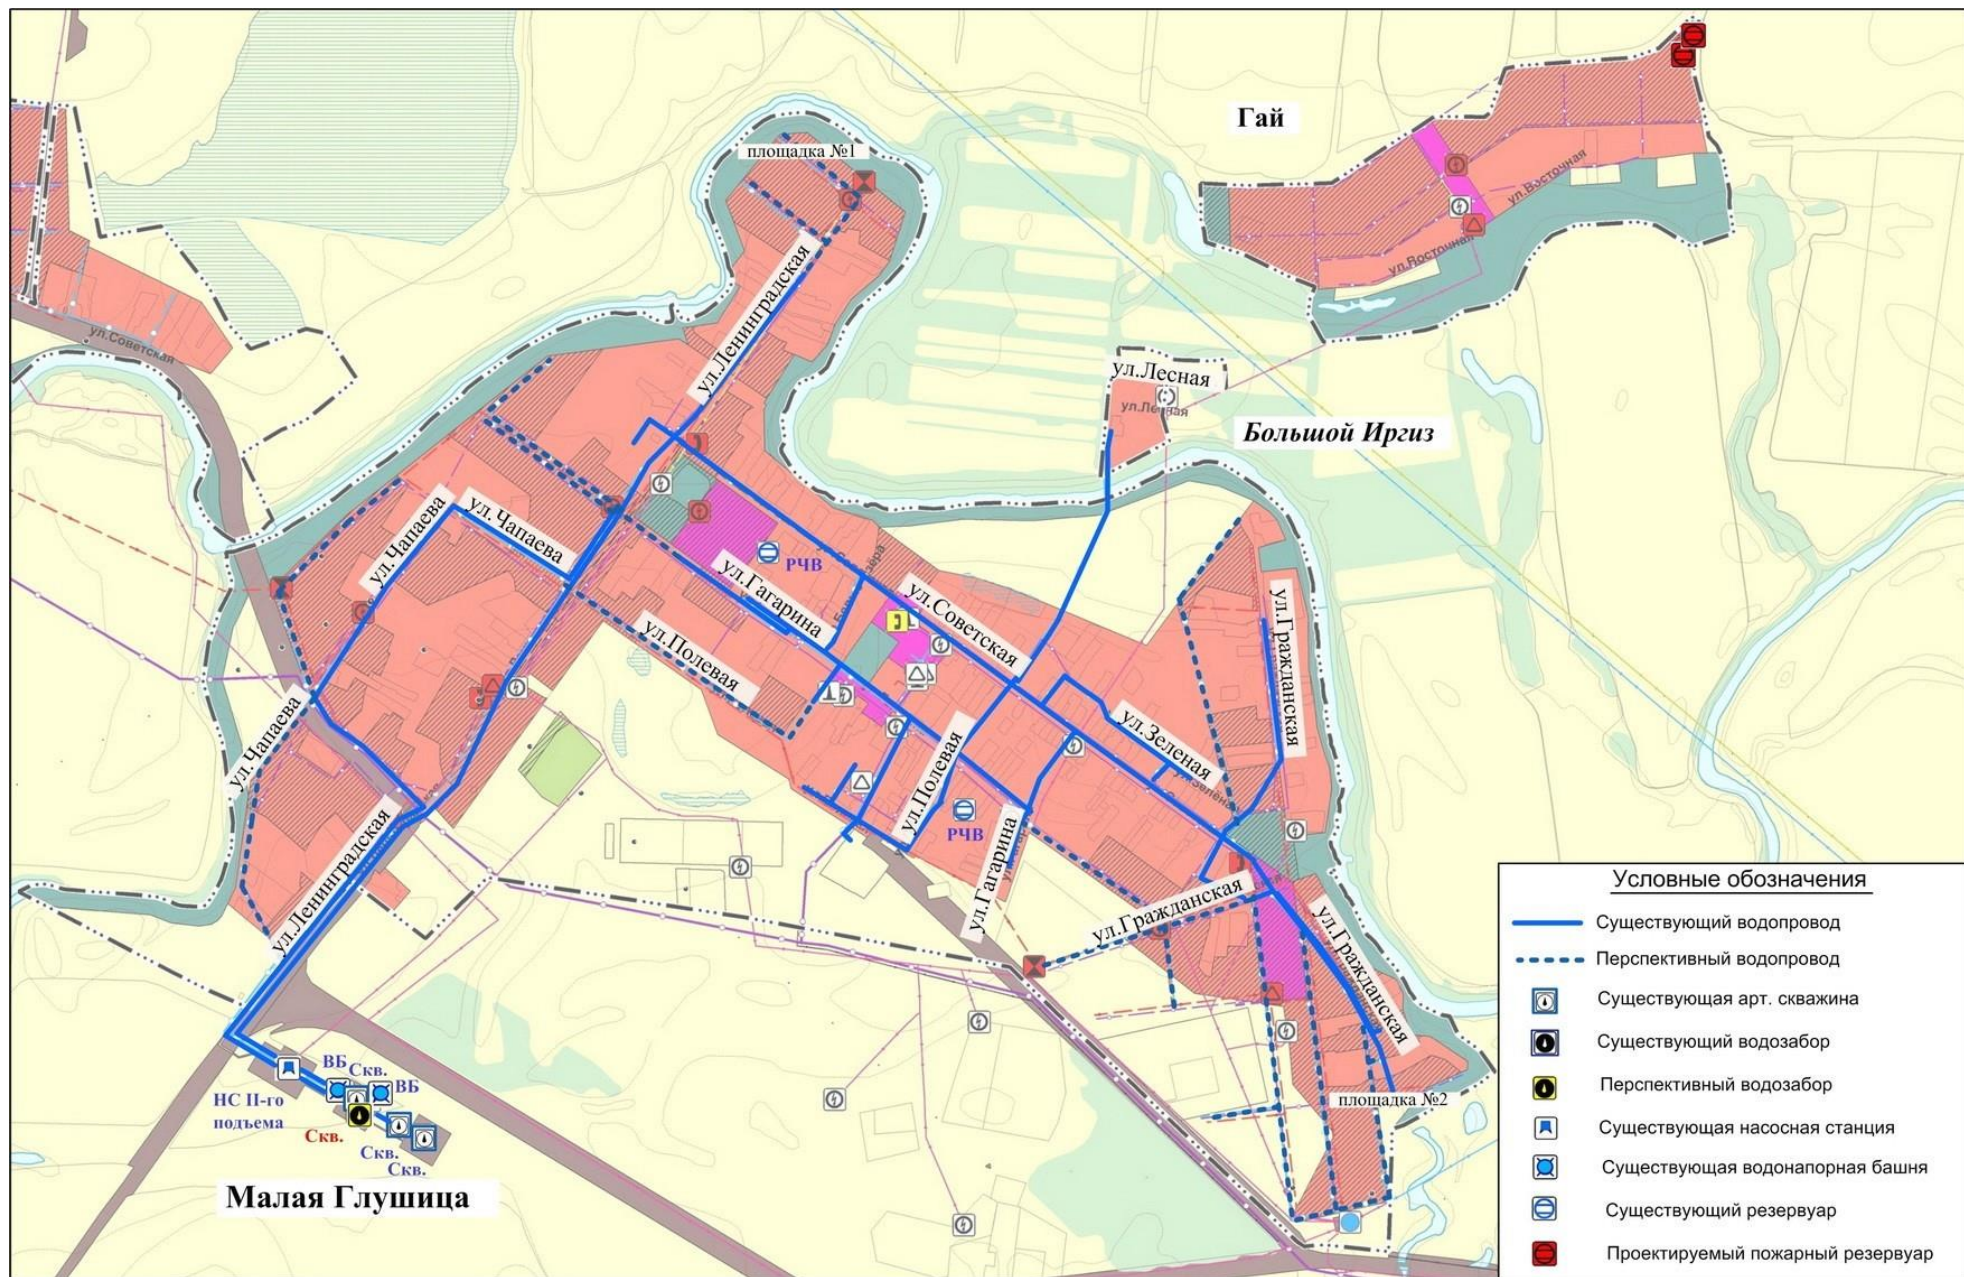 Гай
площадка №1
ул.Восточная
ул.Восточная
ул.Советская
ул.Ленинградская
ул.Лесная
ул.Лесная
Большой Иргиз
ул.Чапаева
ул.Чапаева
РЧВ
ул.Гагарина
ул.Советская
ул.Гражданская
ул.Полевая
ул.Чапаева
ул.Зеленая
ул.Полевая
ул.Зелёная
РЧВ
ул.Ленинградская
ул.Гагарина
ул.Гражданская
ул.Гражданская
площадка №2
ВБ
Скв.
ВБ
НС II-го
подъема
Скв.
Скв.
Скв.
Малая Глушица
Условные обозначения
Существующий водопровод
Перспективный водопровод
Существующая арт. скважина
Существующий водозабор
Перспективный водозабор
Существующая насосная станция
Существующая водонапорная башня
Существующий резервуар
Проектируемый пожарный резервуар